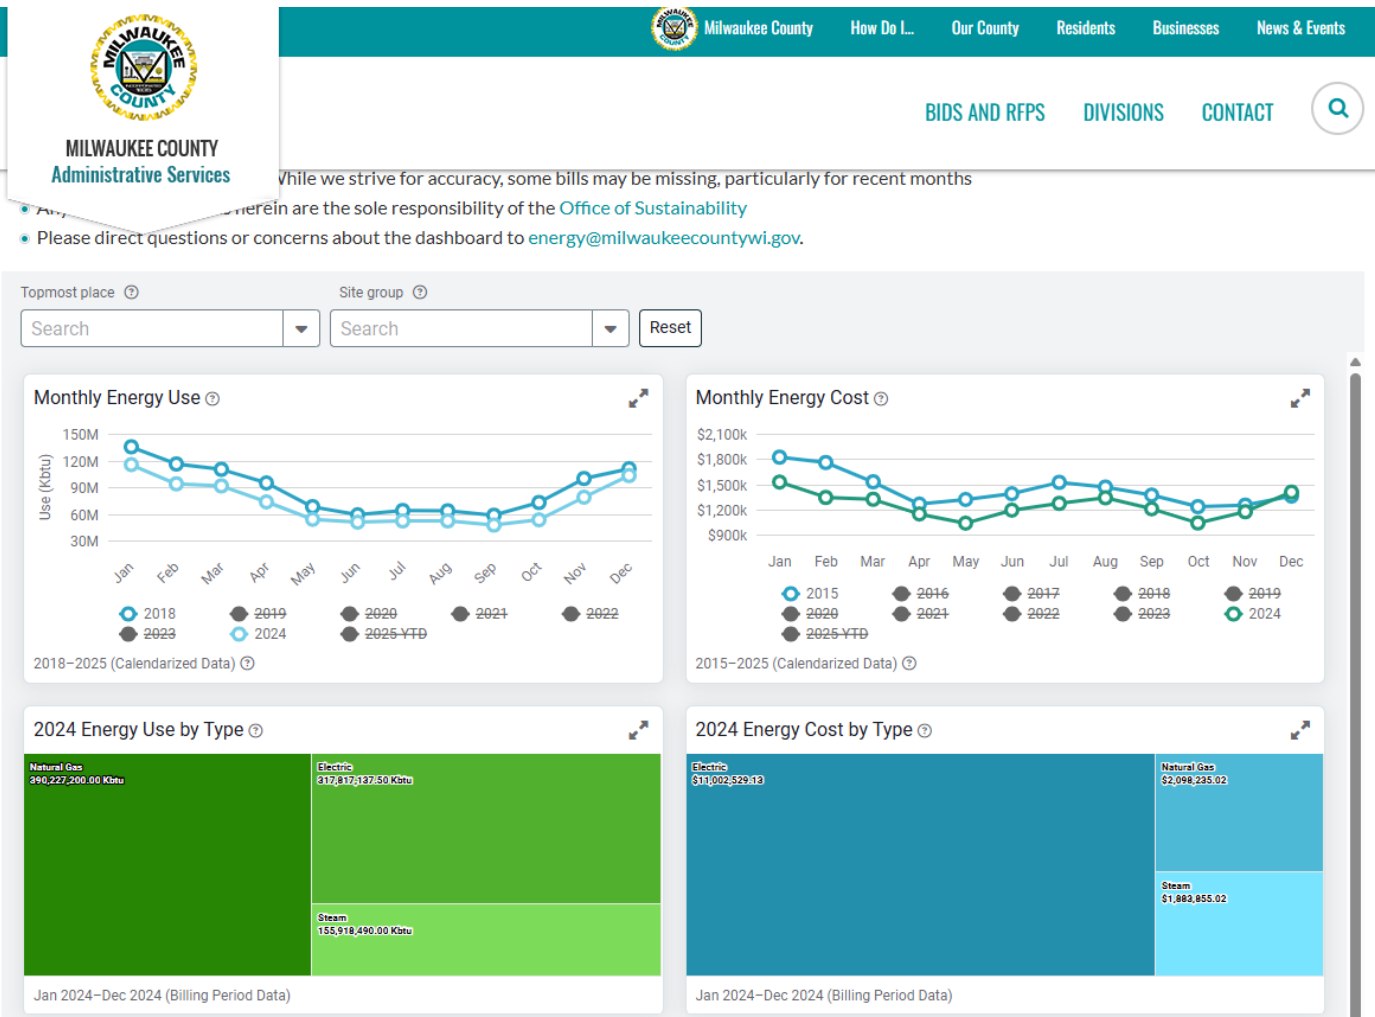 Milwaukee County How Do I... Our County Residents Businesses News & Events
MILWAUKEE
COUNTY
MILWAUKEE COUNTY
Administrative Services
BIDS AND RFPS DIVISIONS CONTACT
While we strive for accuracy, some bills may be missing, particularly for recent months
herein are the sole responsibility of the Office of Sustainability
Please direct questions or concerns about the dashboard to energy@milwaukeecountywi.gov.
Topmost place Site group
Search Search Reset
Monthly Energy Use
150M
120M
90M
60M
30M
Use (Kbtu)
Jan Feb Mar Apr May Jun Jul Aug Sep Oct Nov Dec
2018 2019 2020 2021 2022
2023 2024 2025 YTD
2018–2025 (Calendarized Data)
Monthly Energy Cost
$2,100k
$1,800k
$1,500k
$1,200k
$900k
Jan Feb Mar Apr May Jun Jul Aug Sep Oct Nov Dec
2015 2016 2017 2018 2019
2020 2021 2022 2023 2024
2025 YTD
2015–2025 (Calendarized Data)
2024 Energy Use by Type
Natural Gas
390,227,200.00 Kbtu
Electric
317,817,137.50 Kbtu
Steam
155,918,490.00 Kbtu
Jan 2024–Dec 2024 (Billing Period Data)
2024 Energy Cost by Type
Electric
$11,002,529.13
Natural Gas
$2,098,235.02
Steam
$1,883,855.02
Jan 2024–Dec 2024 (Billing Period Data)